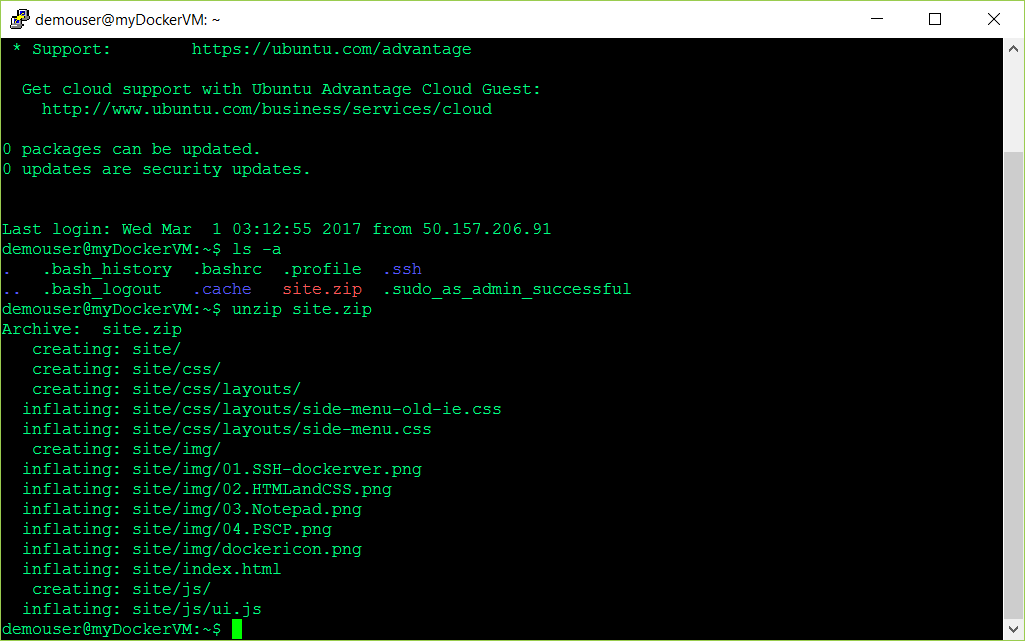 demouser@myDockerVM: ~
 * Support:        https://ubuntu.com/advantage
  Get cloud support with Ubuntu Advantage Cloud Guest:
    http://www.ubuntu.com/business/services/cloud
0 packages can be updated.
0 updates are security updates.
Last login: Wed Mar  1 03:12:55 2017 from 50.157.206.91
demouser@myDockerVM:~$ ls -a
.   .bash_history  .bashrc  .profile  .ssh
..  .bash_logout   .cache   site.zip  .sudo_as_admin_successful
demouser@myDockerVM:~$ unzip site.zip
Archive:  site.zip
   creating: site/
   creating: site/css/
   creating: site/css/layouts/
  inflating: site/css/layouts/side-menu-old-ie.css
  inflating: site/css/layouts/side-menu.css
   creating: site/img/
  inflating: site/img/01.SSH-dockerver.png
  inflating: site/img/02.HTMLandCSS.png
  inflating: site/img/03.Notepad.png
  inflating: site/img/04.PSCP.png
  inflating: site/img/dockericon.png
  inflating: site/index.html
   creating: site/js/
  inflating: site/js/ui.js
demouser@myDockerVM:~$